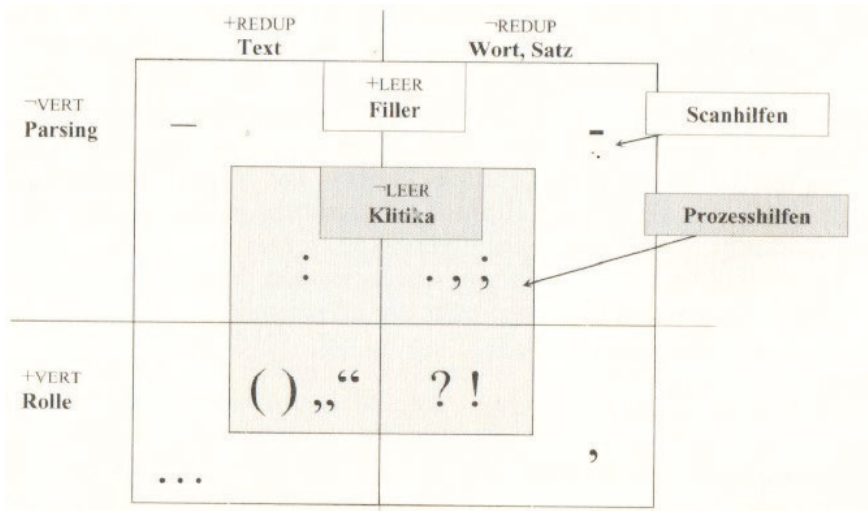 +REDUP ¬REDUP
Text Wort, Satz
+LEER
Filler
¬VERT
Parsing
–
-
Scanhilfen
¬LEER
Klitika
Prozesshilfen
: . , ;
+VERT
Rolle
( ) „“ ? !
’
...